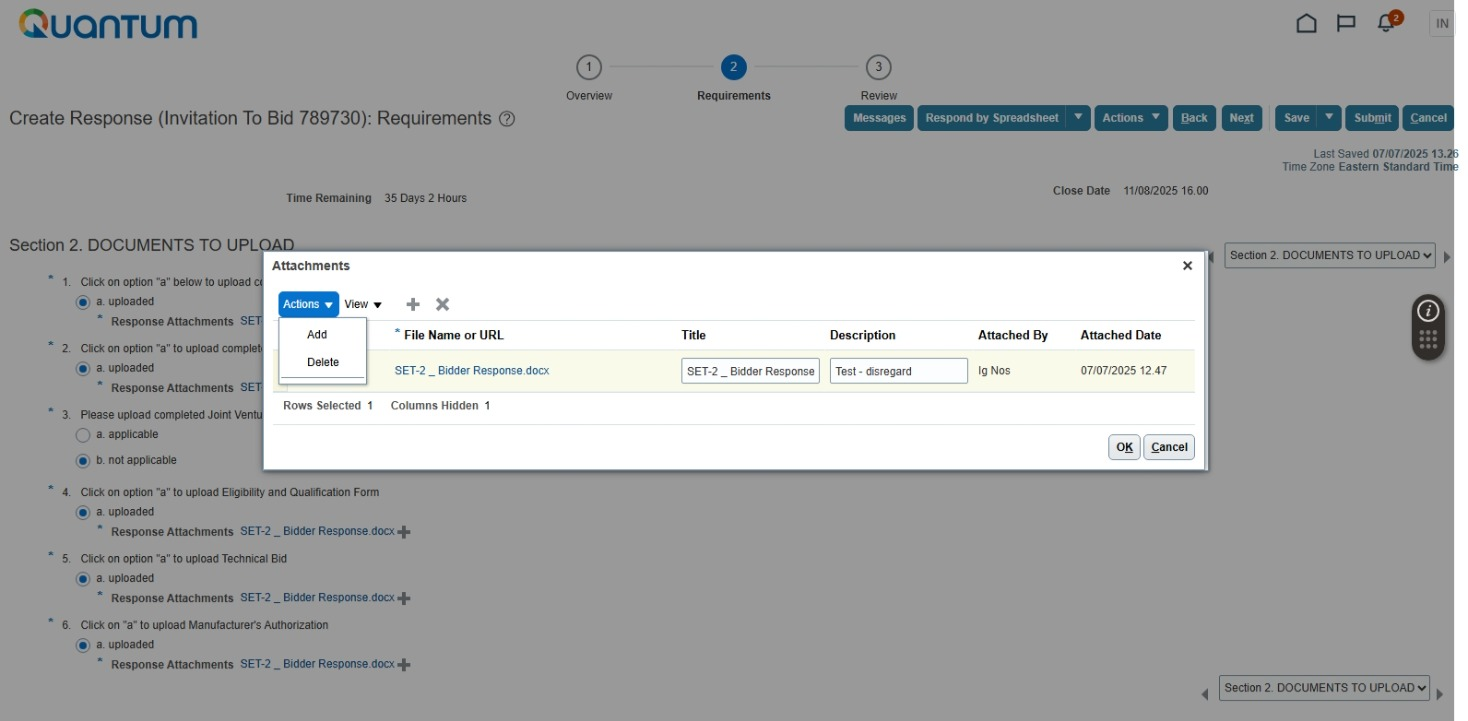 QUANTUM
2
IN
1 2 3
Overview Requirements Review
Create Response (Invitation To Bid 789730): Requirements ?
Messages Respond by Spreadsheet Actions Back Next Save Submit Cancel
Last Saved 07/07/2025 13.26
Time Zone Eastern Standard Time
Time Remaining 35 Days 2 Hours
Close Date 11/08/2025 16.00
Section 2. DOCUMENTS TO UPLOAD
Section 2. DOCUMENTS TO UPLOAD
Attachments
Actions View
Add
Delete
* File Name or URL Title Description Attached By Attached Date
SET-2 _ Bidder Response.docx SET-2 _ Bidder Response Test - disregard Ig Nos 07/07/2025 12.47
Rows Selected 1 Columns Hidden 1
OK Cancel
* 1. Click on option "a" below to upload
a. uploaded
* Response Attachments SET
* 2. Click on option "a" to upload
a. uploaded
* Response Attachments SET
* 3. Please upload completed Joint
a. applicable
b. not applicable
* 4. Click on option "a" to upload Eligibility and Qualification Form
a. uploaded
* Response Attachments SET-2 _ Bidder Response.docx
* 5. Click on option "a" to upload Technical Bid
a. uploaded
* Response Attachments SET-2 _ Bidder Response.docx
* 6. Click on "a" to upload Manufacturer's Authorization
a. uploaded
* Response Attachments SET-2 _ Bidder Response.docx
Section 2. DOCUMENTS TO UPLOAD